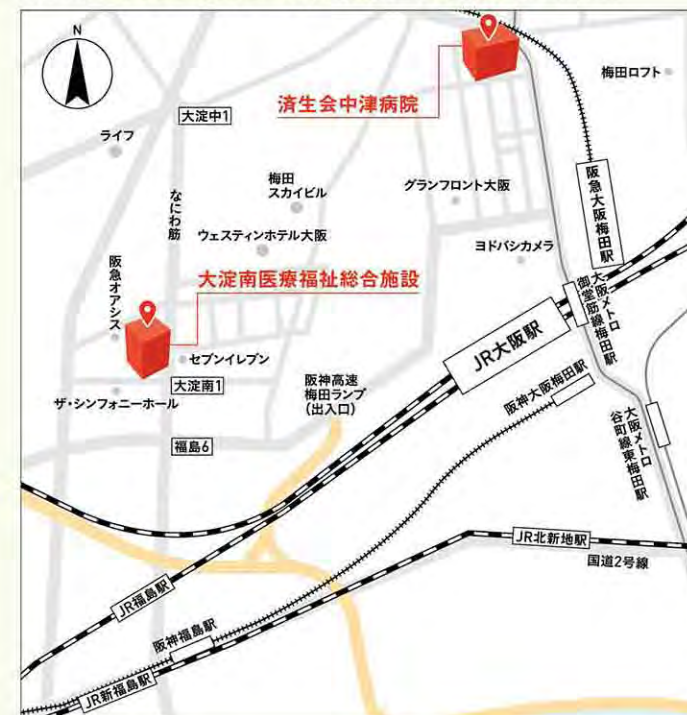 N
済生会中津病院
梅田ロフト
大淀中1
ライフ
梅田
スカイビル
グランフロント大阪
阪急大阪梅田駅
なにわ筋
ウェスティンホテル大阪
ヨドバシカメラ
阪急オアシス
大淀南医療福祉総合施設
大阪メトロ
御堂筋線梅田駅
セブンイレブン
JR大阪駅
大淀南1
阪神高速
梅田ランプ
(出入口)
阪神大阪梅田駅
ザ・シンフォニーホール
大阪メトロ
谷町線東梅田駅
福島6
JR北新地駅
国道2号線
JR福島駅
阪神福島駅
JR新福島駅